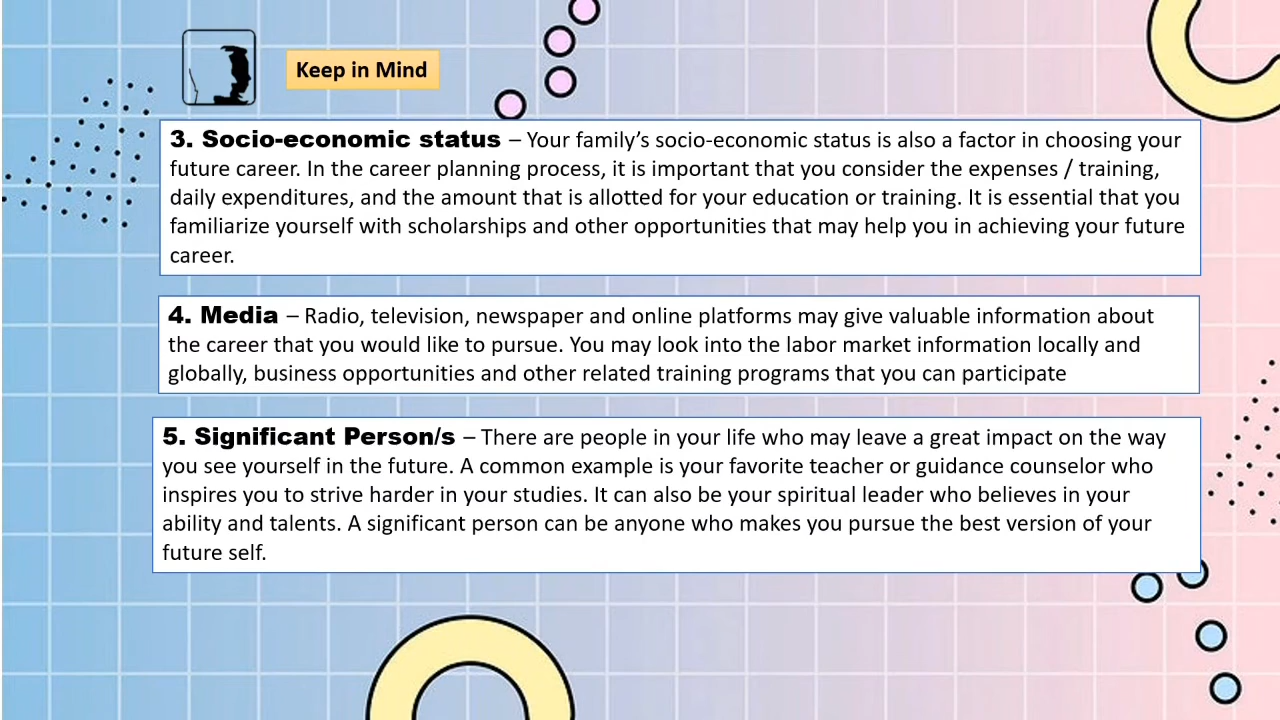 Keep in Mind
3. Socio-economic status – Your family’s socio-economic status is also a factor in choosing your
future career. In the career planning process, it is important that you consider the expenses / training,
daily expenditures, and the amount that is allotted for your education or training. It is essential that you
familiarize yourself with scholarships and other opportunities that may help you in achieving your future
career.
4. Media – Radio, television, newspaper and online platforms may give valuable information about
the career that you would like to pursue. You may look into the labor market information locally and
globally, business opportunities and other related training programs that you can participate
5. Significant Person/s – There are people in your life who may leave a great impact on the way
you see yourself in the future. A common example is your favorite teacher or guidance counselor who
inspires you to strive harder in your studies. It can also be your spiritual leader who believes in your
ability and talents. A significant person can be anyone who makes you pursue the best version of your
future self.